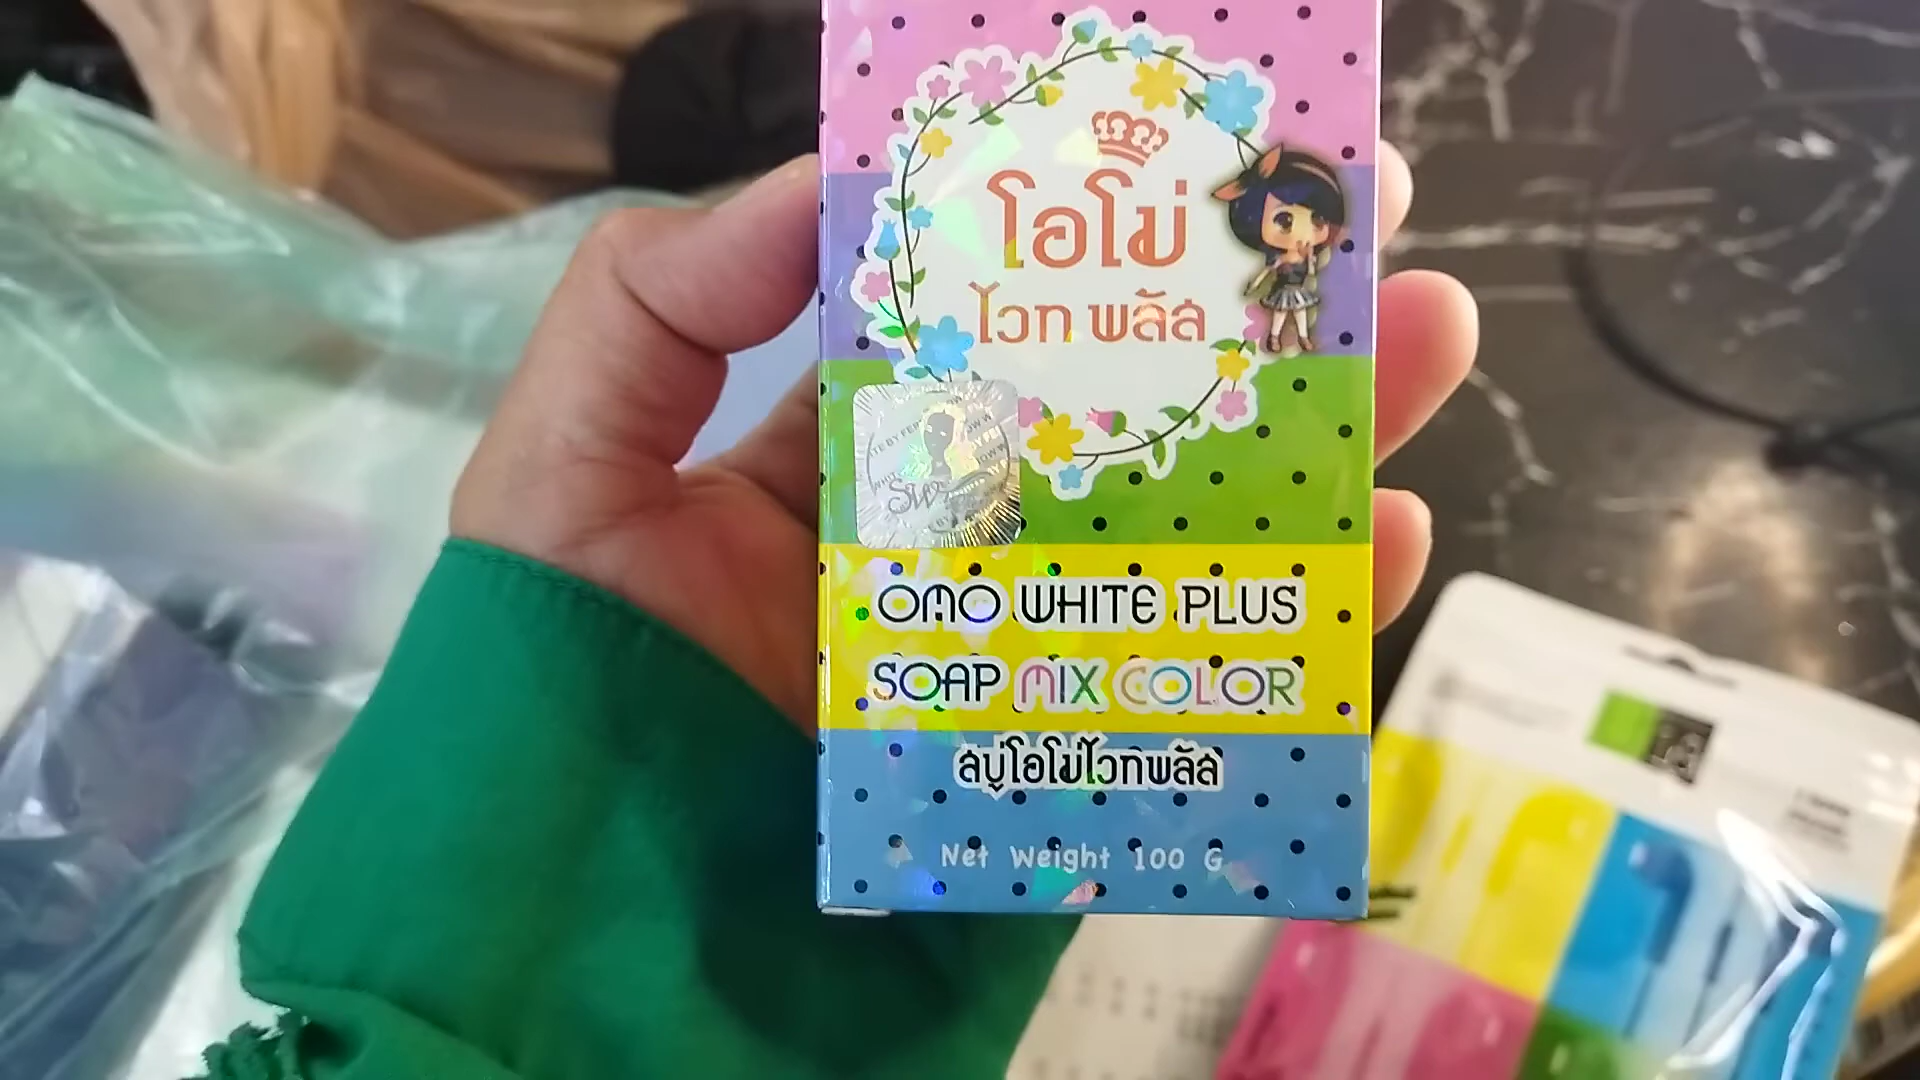 โอโม่
ไวท พลัส
SW
OMO WHITE PLUS
SOAP MIX COLOR
สบู่โอโม่ไวทพลัส
Net Weight 100 G